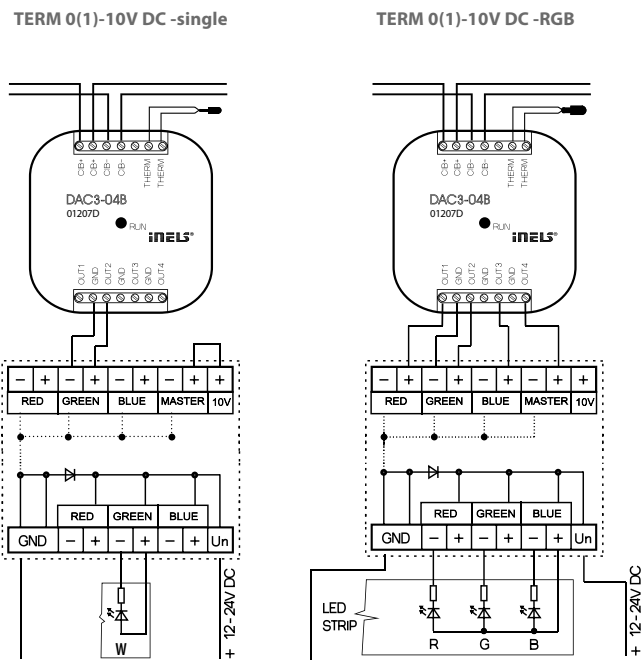 TERM 0(1)-10V DC -single
CIB+ CIB+ CIB- CIB- THERM THERM
DAC3-04B
01207D
RUN
iNELS®
OUT1 GND OUT2 GND OUT3 GND OUT4
- + - + - + - + +
RED GREEN BLUE MASTER 10V
RED GREEN BLUE
GND - + - + - + Un
W
+ 12-24V DC
TERM 0(1)-10V DC -RGB
CIB+ CIB+ CIB- CIB- THERM THERM
DAC3-04B
01207D
RUN
iNELS®
OUT1 GND OUT2 GND OUT3 GND OUT4
- + - + - + - + +
RED GREEN BLUE MASTER 10V
RED GREEN BLUE
GND - + - + - + Un
LED
STRIP
R G B
+ 12-24V DC